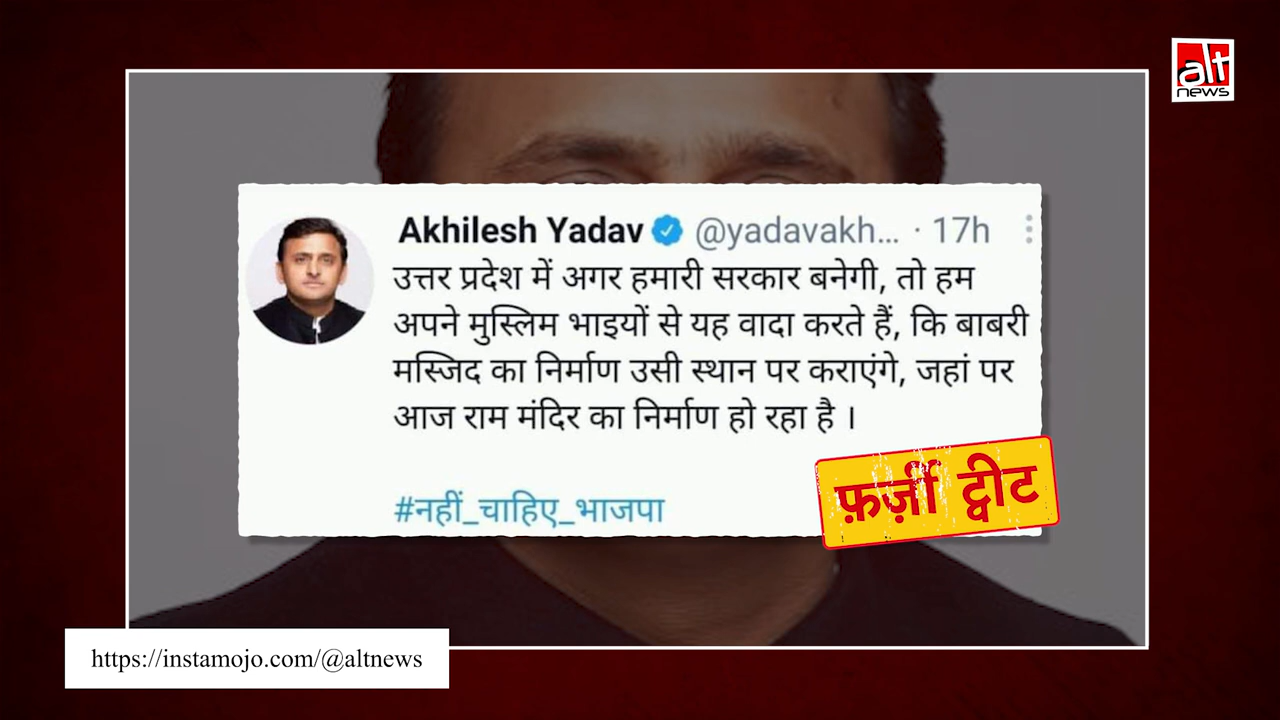 alt
news
Akhilesh Yadav @yadavakh... · 17h
उत्तर प्रदेश में अगर हमारी सरकार बनेगी, तो हम
अपने मुस्लिम भाइयों से यह वादा करते हैं, कि बाबरी
मस्जिद का निर्माण उसी स्थान पर कराएंगे, जहां पर
आज राम मंदिर का निर्माण हो रहा है ।
#नहीं_चाहिए_भाजपा
फ़र्ज़ी ट्वीट
https://instamojo.com/@altnews